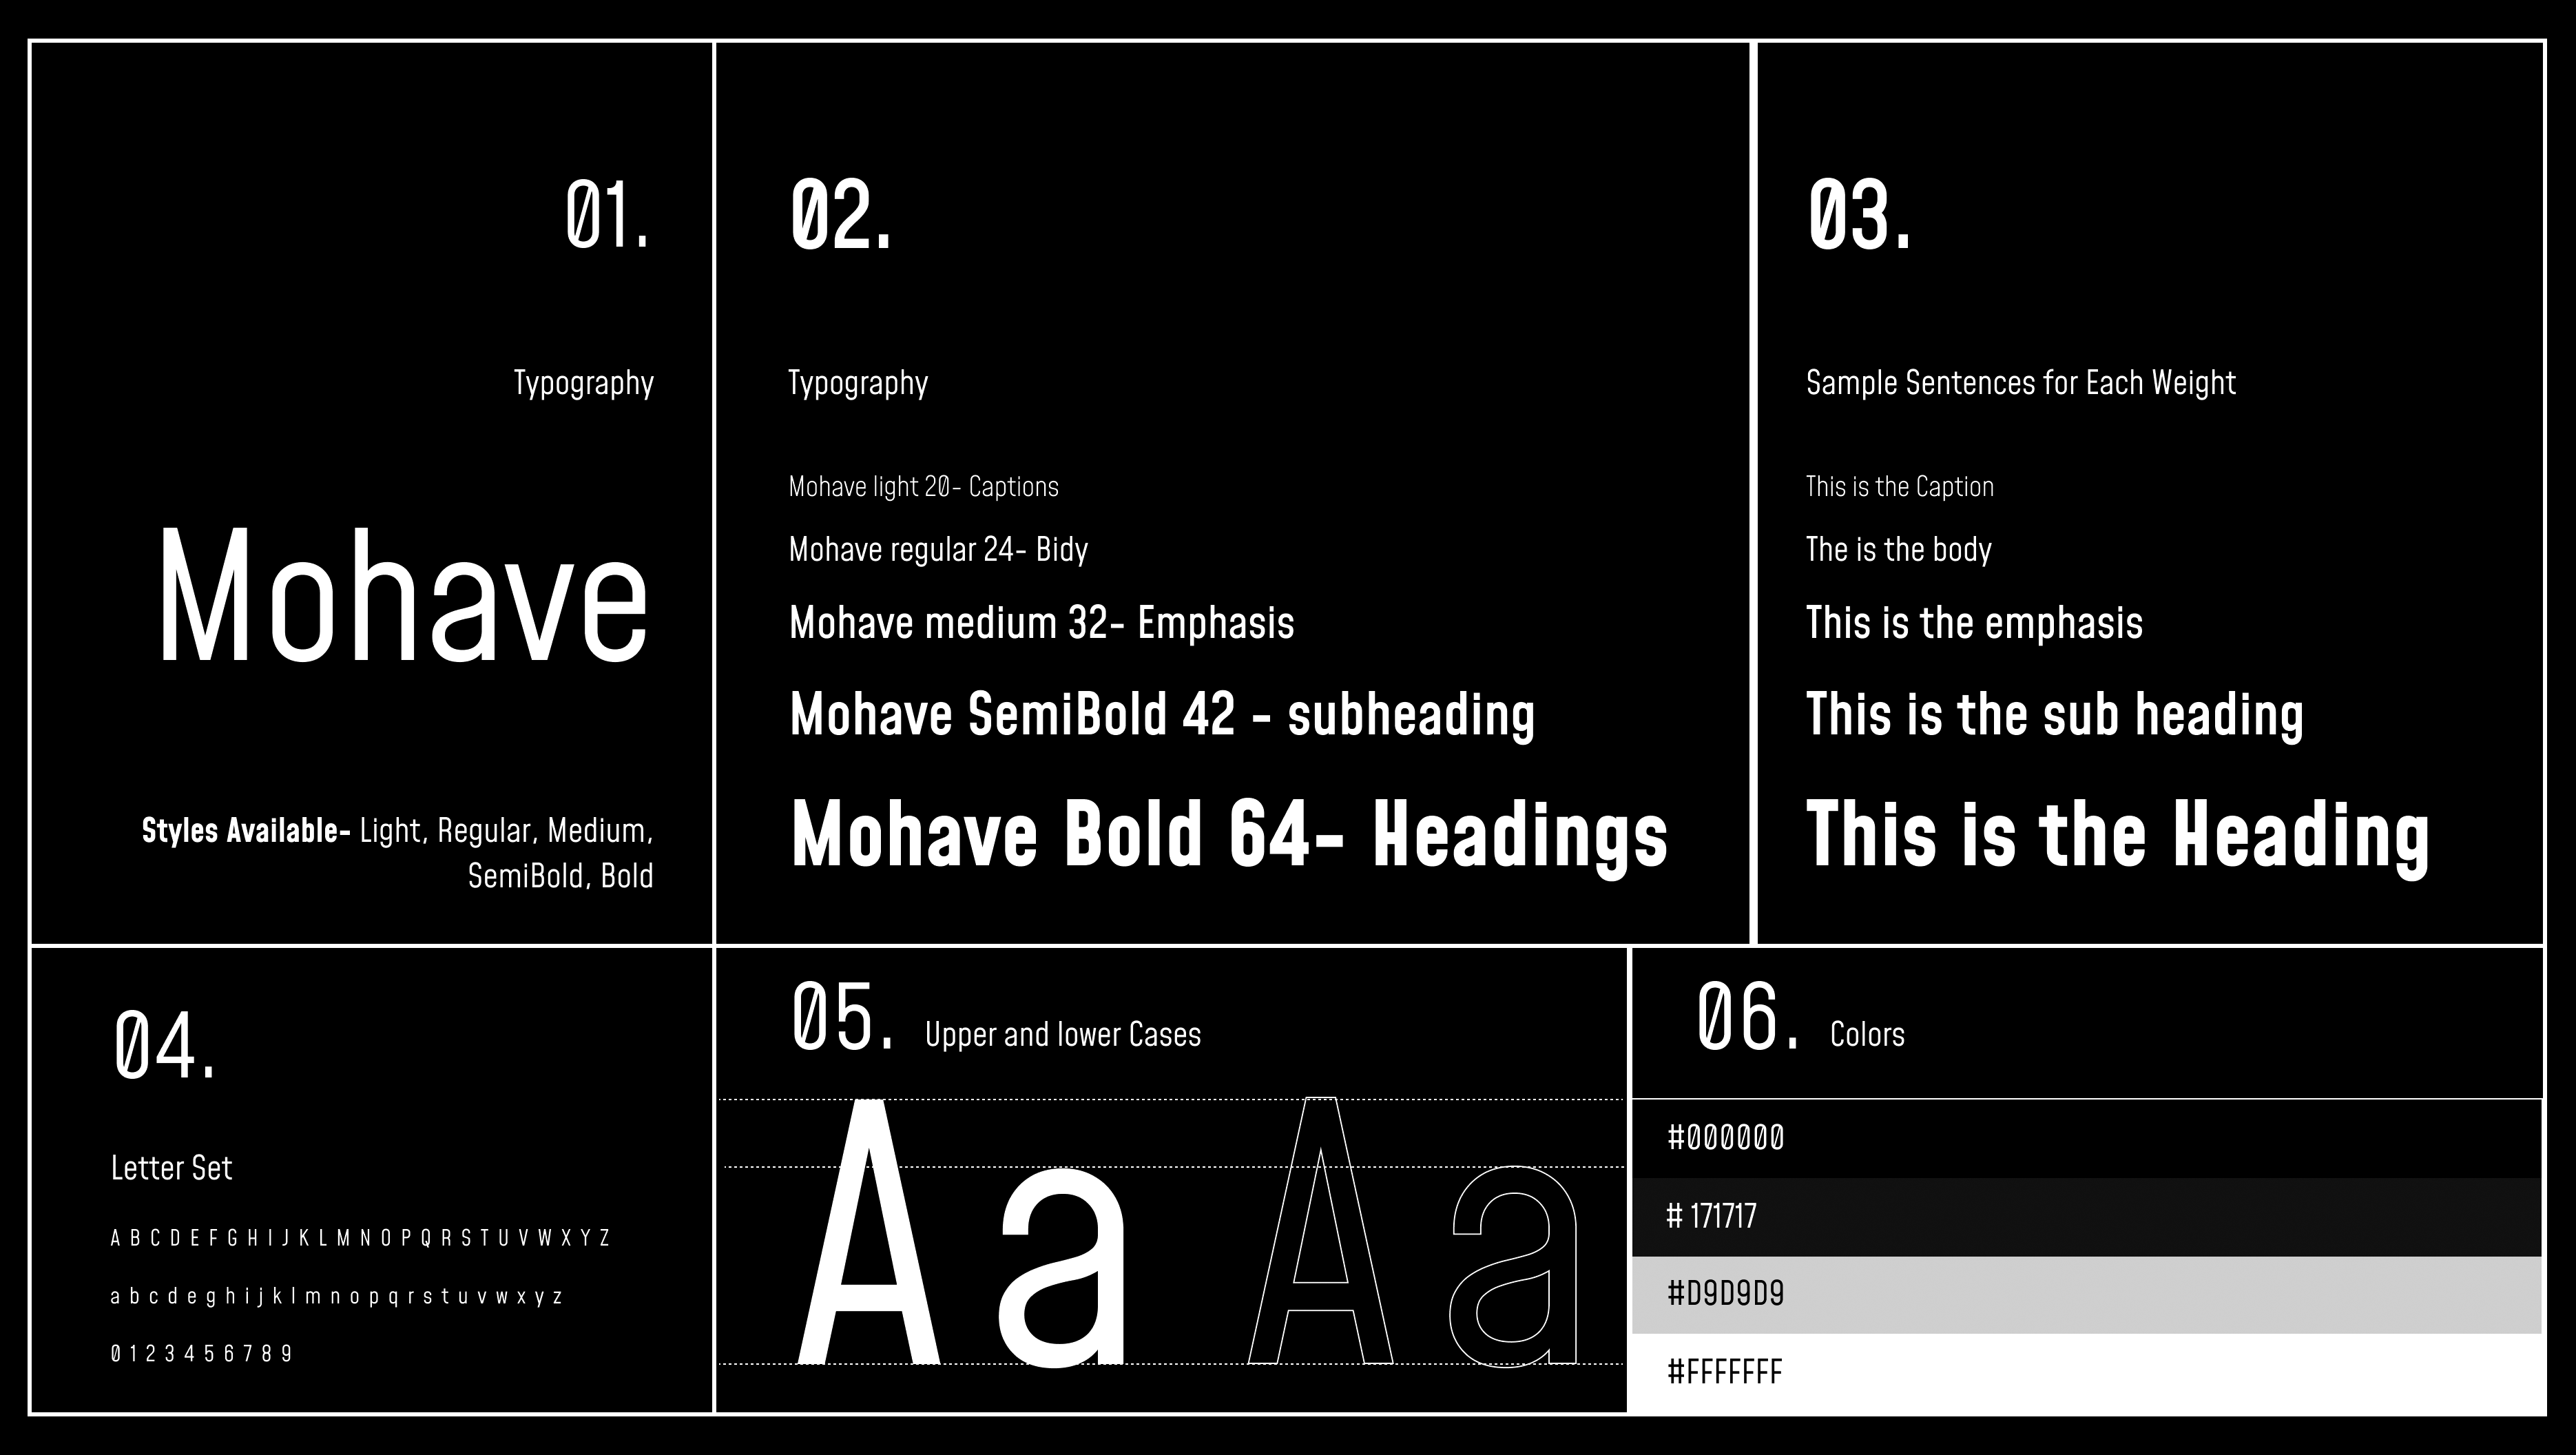 01.
Typography
Mohave
Styles Available- Light, Regular, Medium,
SemiBold, Bold
02.
Typography
Mohave light 20- Captions
Mohave regular 24- Bidy
Mohave medium 32- Emphasis
Mohave SemiBold 42 - subheading
Mohave Bold 64- Headings
03.
Sample Sentences for Each Weight
This is the Caption
The is the body
This is the emphasis
This is the sub heading
This is the Heading
04.
Letter Set
A B C D E F G H I J K L M N O P Q R S T U V W X Y Z
a b c d e g h i j k l m n o p q r s t u v w x y z
0 1 2 3 4 5 6 7 8 9
05. Upper and lower Cases
A a A a
06. Colors
#000000
# 171717
#D9D9D9
#FFFFFFF